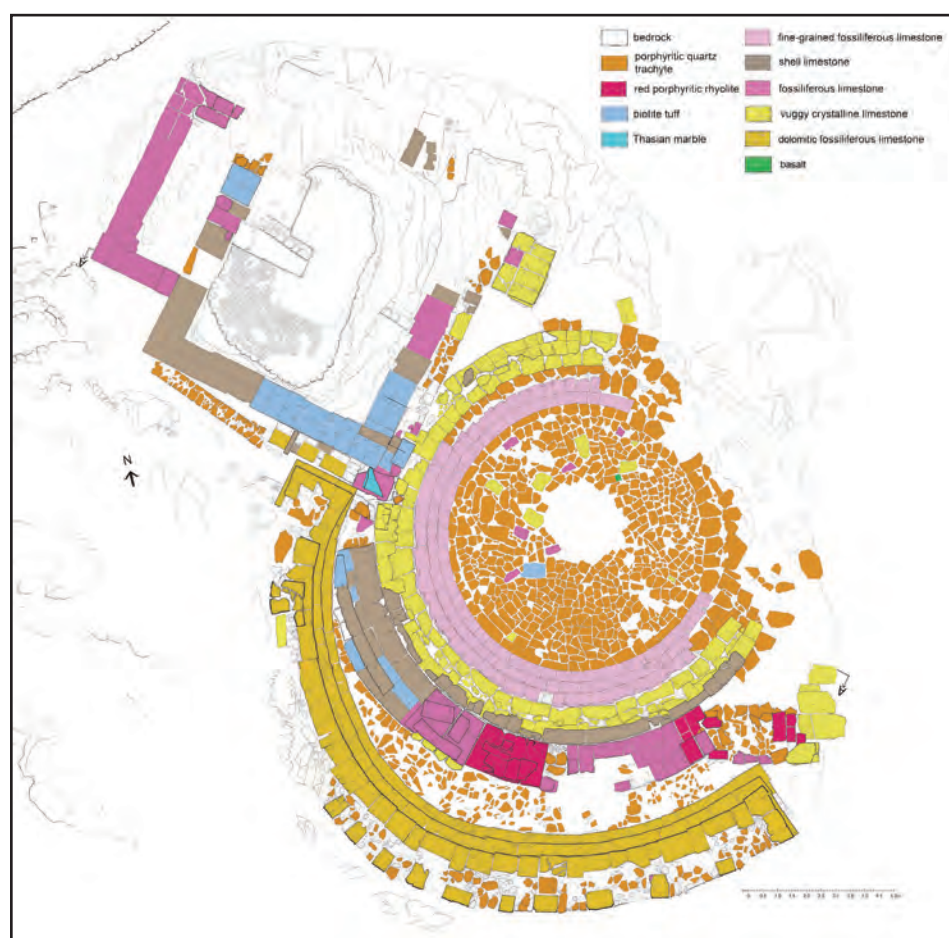 bedrock
porphyritic quartz
trachyte
red porphyritic rhyolite
biolite tuff
Thasian marble
fine-grained fossiliferous limestone
shell limestone
fossiliferous limestone
vuggy crystalline limestone
dolomitic fossiliferous limestone
basalt
N